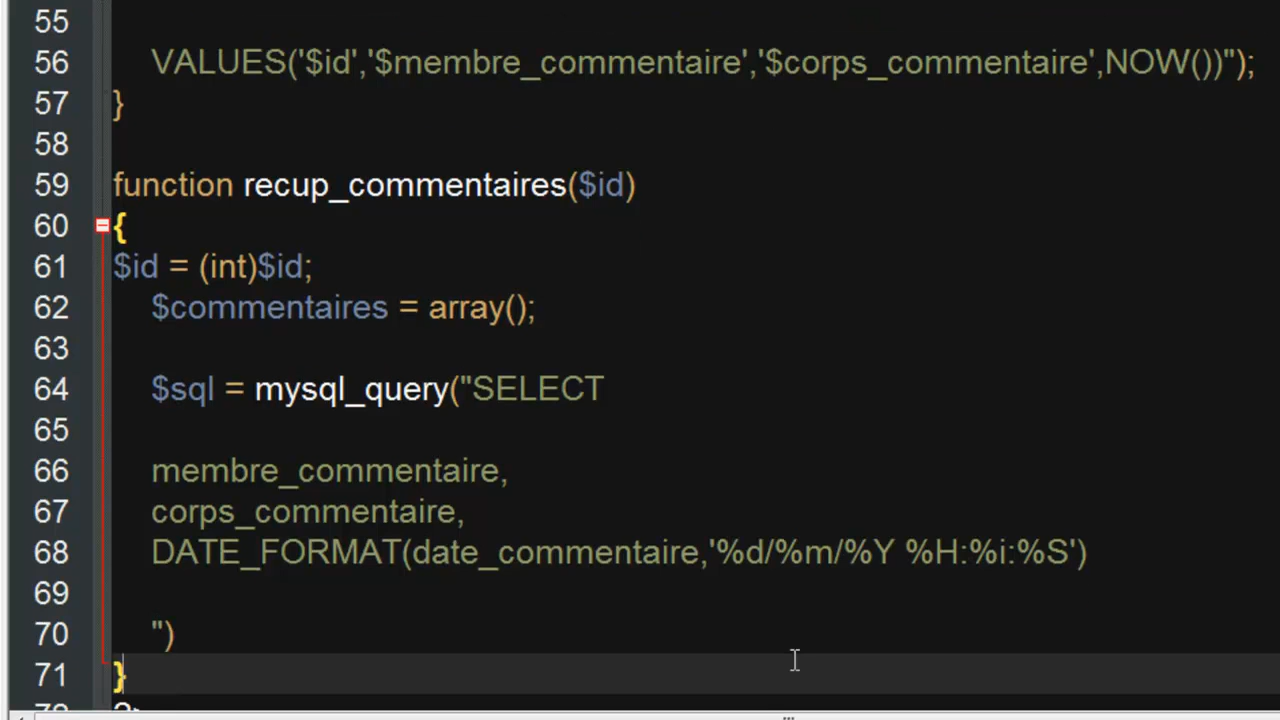 55
56 VALUES('$id','$membre_commentaire','$corps_commentaire',NOW())");
57 }
58
59 function recup_commentaires($id)
60 {
61 $id = (int)$id;
62 $commentaires = array();
63
64 $sql = mysql_query("SELECT
65
66 membre_commentaire,
67 corps_commentaire,
68 DATE_FORMAT(date_commentaire,'%d/%m/%Y %H:%i:%S')
69
70 ")
71 }